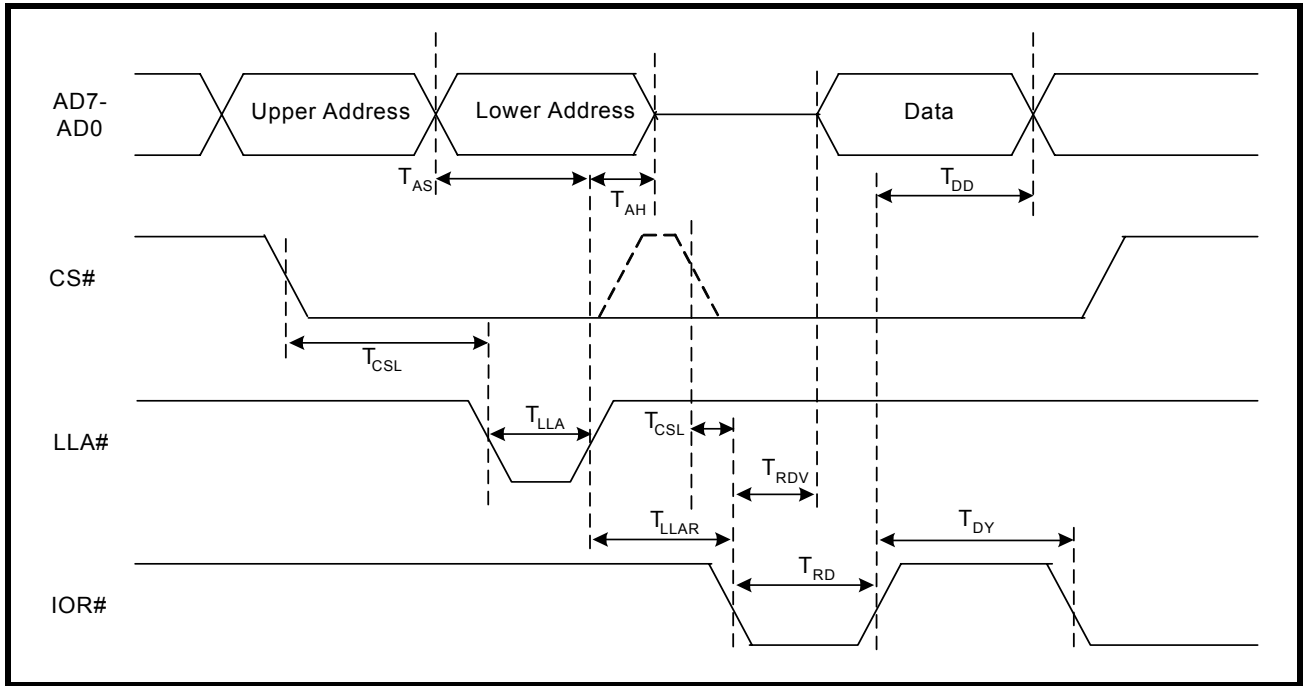 AD7-
AD0
Upper Address
Lower Address
Data
TAS
TAH
TDD
CS#
TCSL
LLA#
TLLA
TCSL
TRDV
TLLAR
TDY
IOR#
TRD